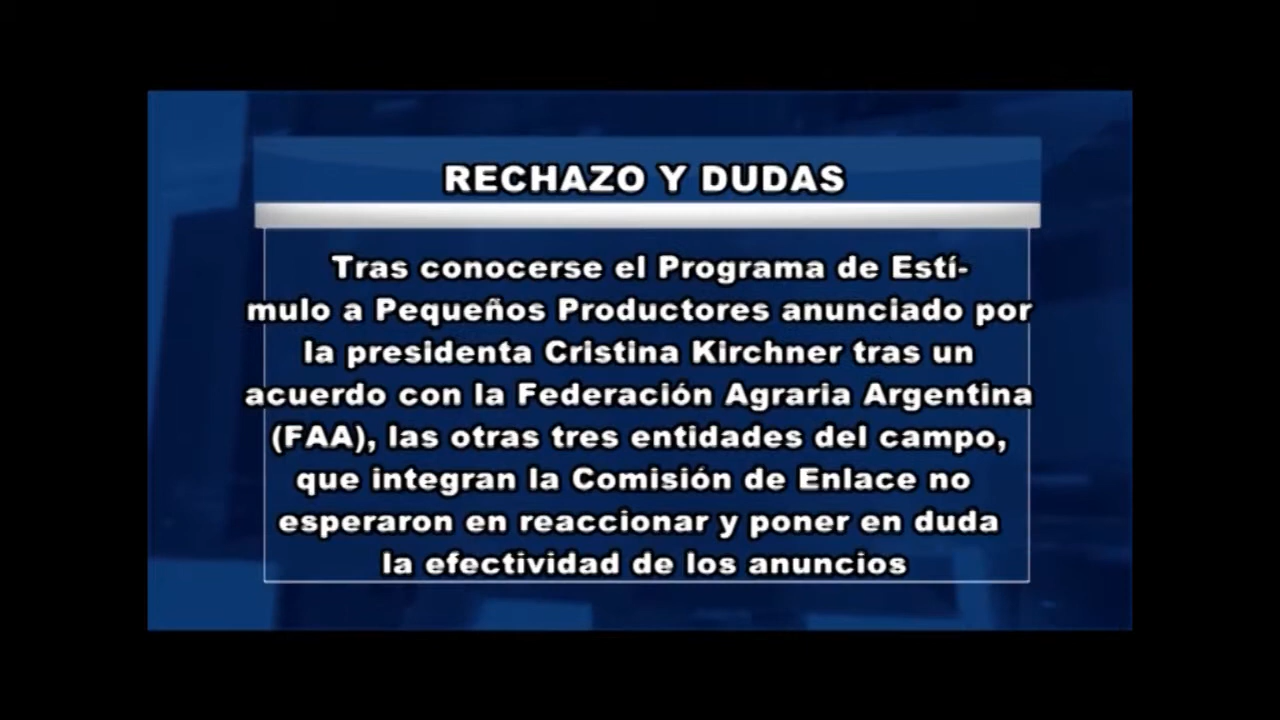 RECHAZO Y DUDAS
Tras conocerse el Programa de Estí-
mulo a Pequeños Productores anunciado por
la presidenta Cristina Kirchner tras un
acuerdo con la Federación Agraria Argentina
(FAA), las otras tres entidades del campo,
que integran la Comisión de Enlace no
esperaron en reaccionar y poner en duda
la efectividad de los anuncios